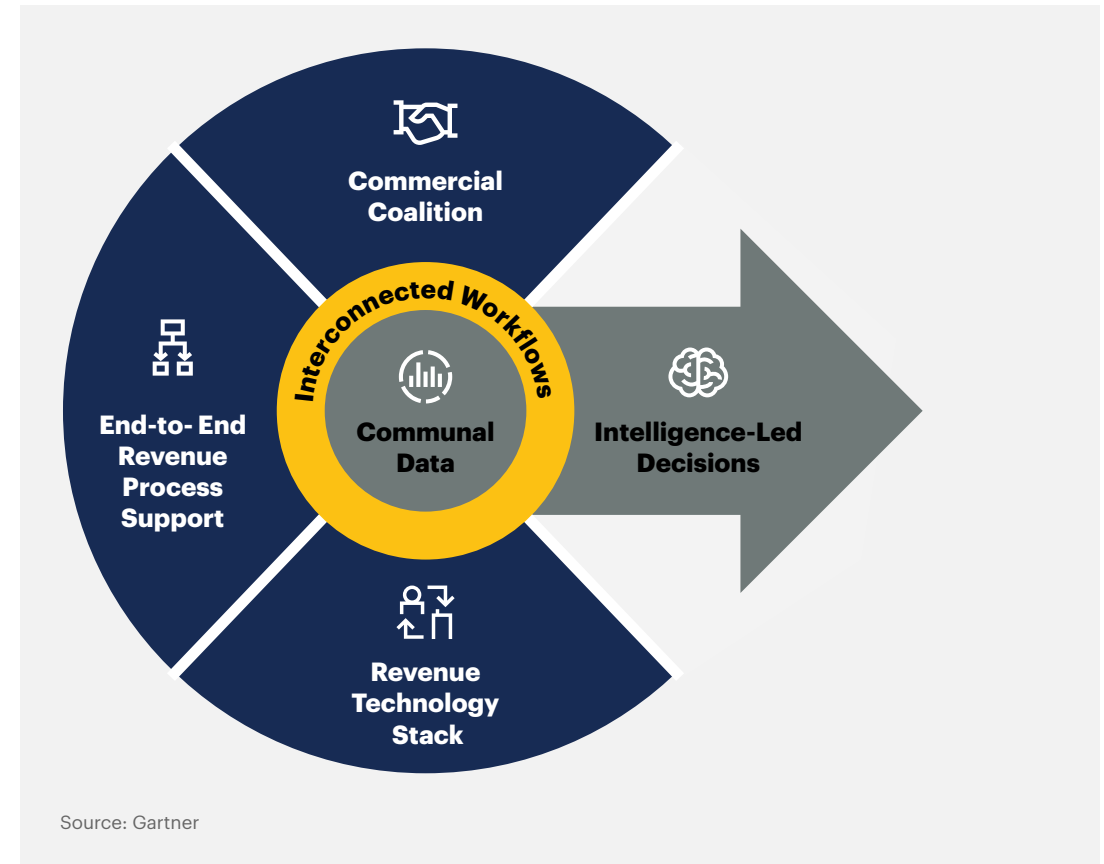 Commercial
Coalition
Interconnected Workflows
End-to- End
Revenue
Process
Support
Communal
Data
Intelligence-Led
Decisions
Revenue
Technology
Stack
Source: Gartner